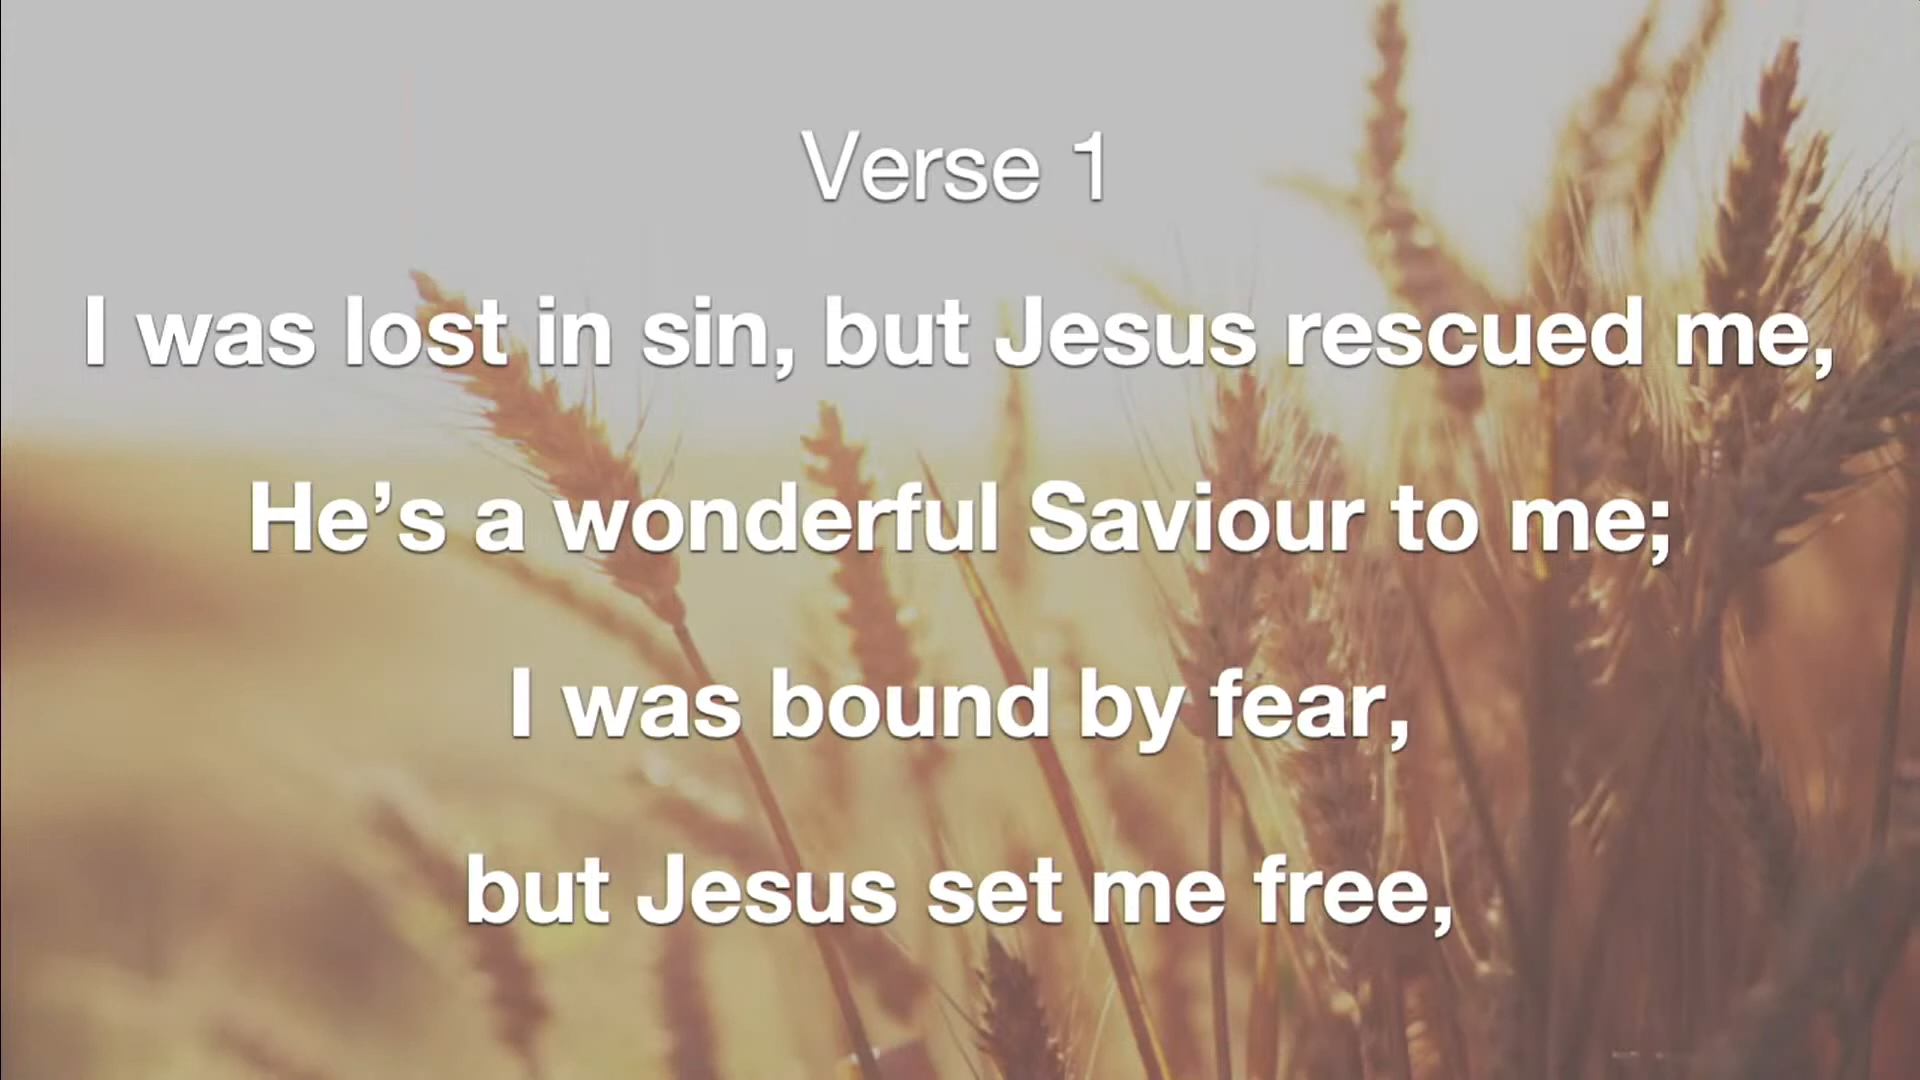 Verse 1
I was lost in sin, but Jesus rescued me,
He’s a wonderful Saviour to me;
I was bound by fear,
but Jesus set me free,